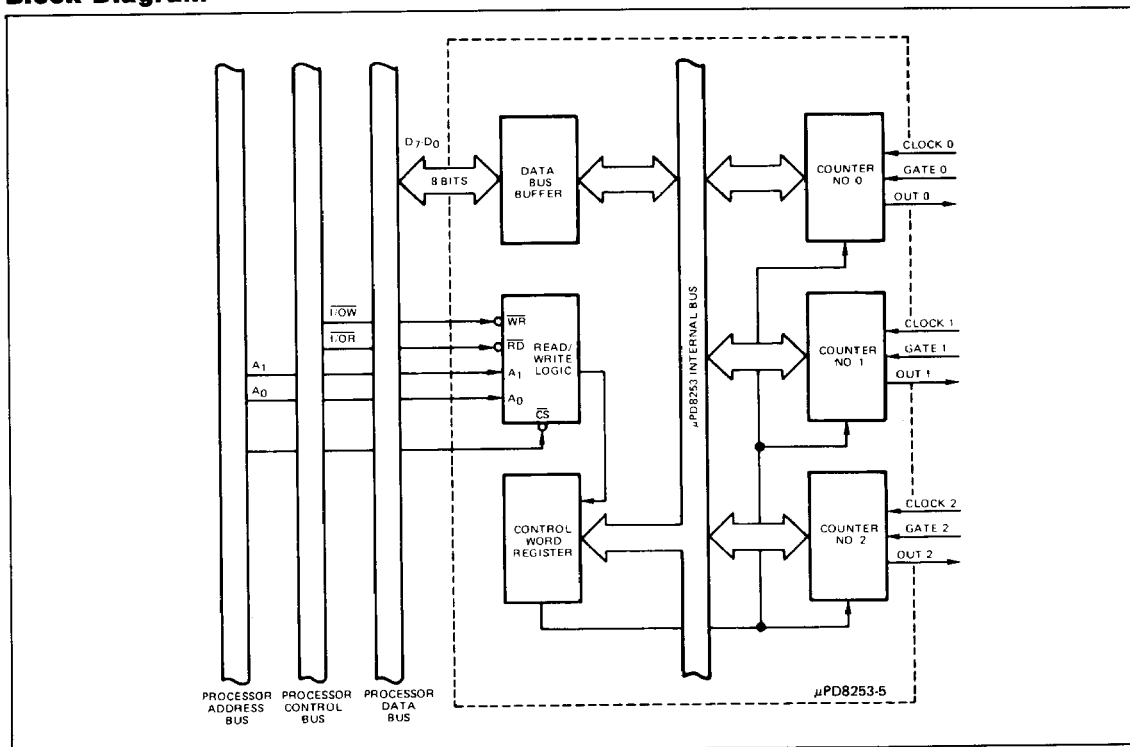 Block Diagram
D7-D0
8 BITS
DATA
BUS
BUFFER
COUNTER
NO 0
CLOCK 0
GATE 0
OUT 0
I/OW
I/OR
A1
A0
WR
RD
READ/
WRITE
LOGIC
A1
A0
CS
µPD8253 INTERNAL BUS
COUNTER
NO 1
CLOCK 1
GATE 1
OUT 1
CONTROL
WORD
REGISTER
COUNTER
NO 2
CLOCK 2
GATE 2
OUT 2
PROCESSOR
ADDRESS
BUS
PROCESSOR
CONTROL
BUS
PROCESSOR
DATA
BUS
µPD8253-5